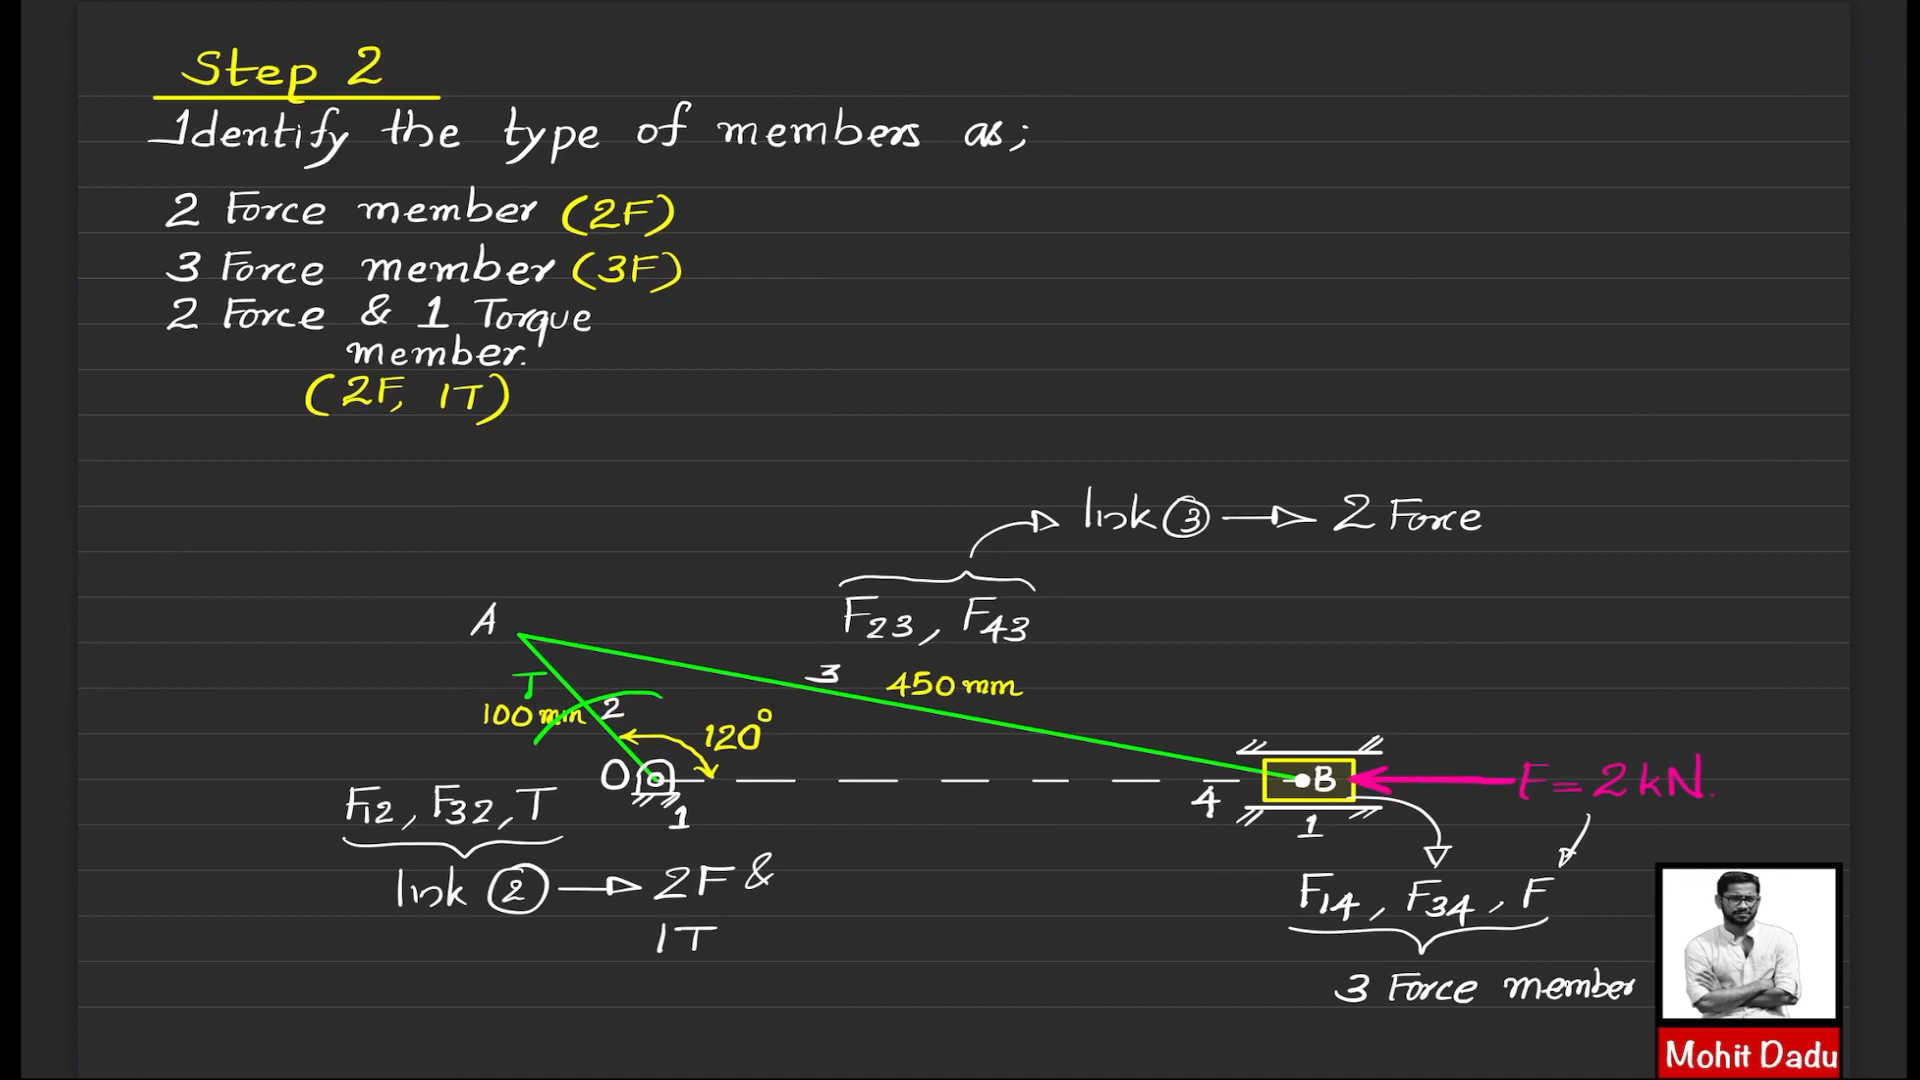 Step 2
Identify the type of members as;
2 Force member (2F)
3 Force member (3F)
2 Force & 1 Torque
member.
(2F, 1T)
link 3 → 2 Force
F23, F43
A
3
450 mm
T
100 mm
2
120°
O
1
B
F = 2 kN.
4
1
F12, F32, T
link 2 → 2F &
1T
F14, F34, F
3 Force member
Mohit Dadu